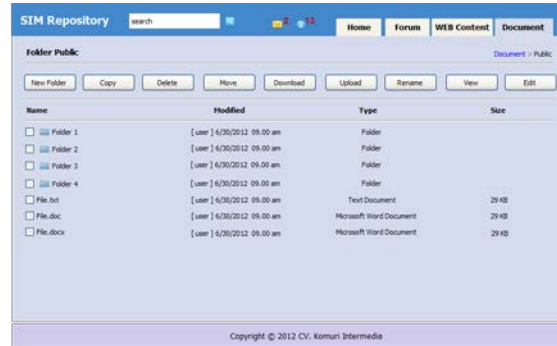 SIM Repository search 2 13 Home Forum WEB Content Document
Folder Public Document > Public
New Folder Copy Delete Move Download Upload Rename View Edit
Name Modified Type Size
Folder 1 [ user ] 6/30/2012 09.00 am Folder
Folder 2 [ user ] 6/30/2012 09.00 am Folder
Folder 3 [ user ] 6/30/2012 09.00 am Folder
Folder 4 [ user ] 6/30/2012 09.00 am Folder
File.txt [ user ] 6/30/2012 09.00 am Text Document 29 KB
File.doc [ user ] 6/30/2012 09.00 am Microsoft Word Document 29 KB
File.docx [ user ] 6/30/2012 09.00 am Microsoft Word Document 29 KB
Copyright © 2012 CV. Komuri Intermedia